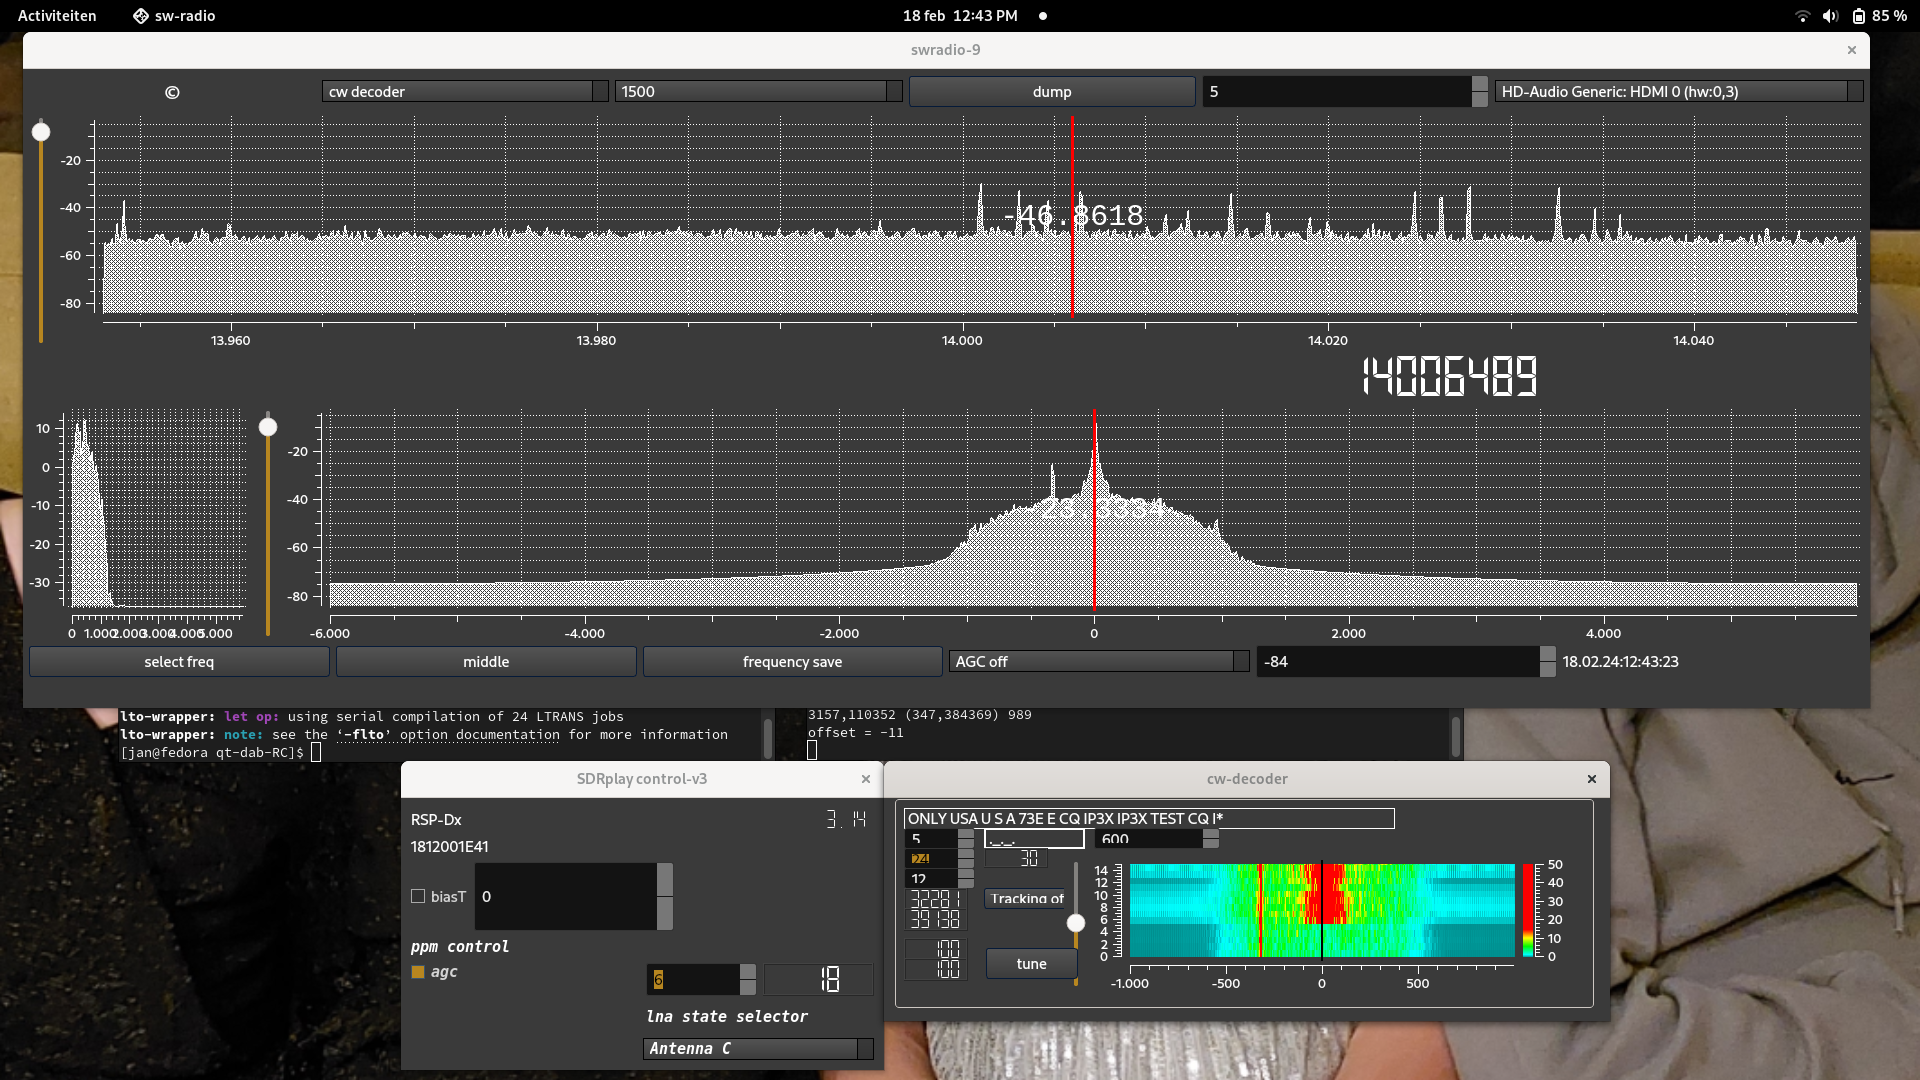 Activiteiten sw-radio 18 feb 12:43 PM 85 %
swradio-9
© cw decoder 1500 dump 5 HD-Audio Generic: HDMI 0 (hw:0,3)
-20
-40
-46.8618
-60
-80
13.960 13.980 14.000 14.020 14.040
14006489
10
0
-10
-20
-30
-20
-40
-60
-80
0 1.000 2.000 3.000 4.000 5.000
-6.000 -4.000 -2.000 0 2.000 4.000
select freq middle frequency save AGC off -84 18.02.24:12:43:23
lto-wrapper: let op: using serial compilation of 24 LTRANS jobs
lto-wrapper: note: see the ‘-flto’ option documentation for more information
[jan@fedora qt-dab-RC]$
3157,110352 (347,384369) 989
offset = -11
SDRplay control-v3
RSP-Dx 3.14
1812001E41
biasT 0
ppm control
agc 6 18
lna state selector
Antenna C
cw-decoder
ONLY USA U S A 73E E CQ IP3X IP3X TEST CQ I*
5 ._._. 600
24 30
12
Tracking of
32281
39130
100
100
tune
14
12
10
8
6
4
2
0
50
40
30
20
10
0
-1.000 -500 0 500